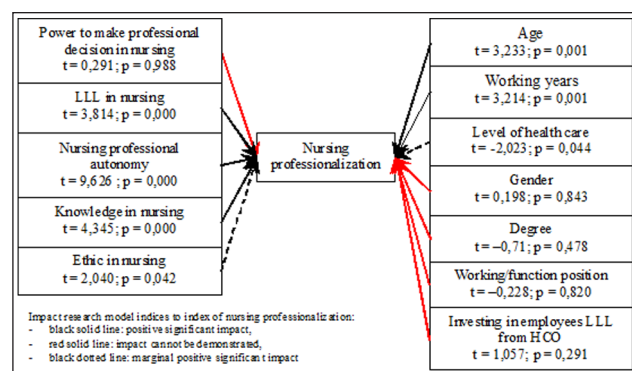 Power to make professional
decision in nursing
t = 0,291; p = 0,988
LLL in nursing
t = 3,814; p = 0,000
Nursing professional
autonomy
t = 9,626 ; p = 0,000
Knowledge in nursing
t = 4,345; p = 0,000
Ethic in nursing
t = 2,040; p = 0,042
Nursing
professionalization
Age
t = 3,233; p = 0,001
Working years
t = 3,214; p = 0,001
Level of health care
t = -2,023; p = 0,044
Gender
t = 0,198; p = 0,843
Degree
t = –0,71; p = 0,478
Working/function position
t = –0,228; p = 0,820
Investing in employees LLL
from HCO
t = 1,057; p = 0,291
Impact research model indices to index of nursing professionalization:
- black solid line: positive significant impact,
- red solid line: impact cannot be demonstrated,
- black dotted line: marginal positive significant impact